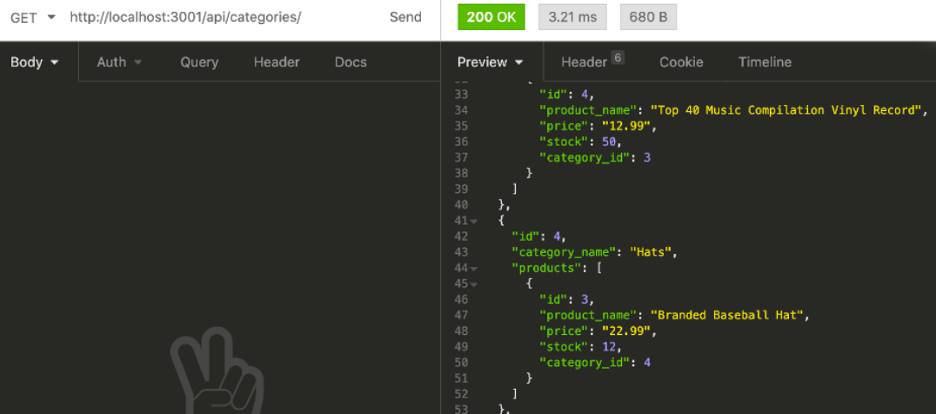 GET http://localhost:3001/api/categories/ Send
200 OK 3.21 ms 680 B
Body Auth Query Header Docs
Preview Header 6 Cookie Timeline
33 "id": 4,
34 "product_name": "Top 40 Music Compilation Vinyl Record",
35 "price": "12.99",
36 "stock": 50,
37 "category_id": 3
38 }
39 ]
40 },
41 {
42 "id": 4,
43 "category_name": "Hats",
44 "products": [
45 {
46 "id": 3,
47 "product_name": "Branded Baseball Hat",
48 "price": "22.99",
49 "stock": 12,
50 "category_id": 4
51 }
52 ]
53 },